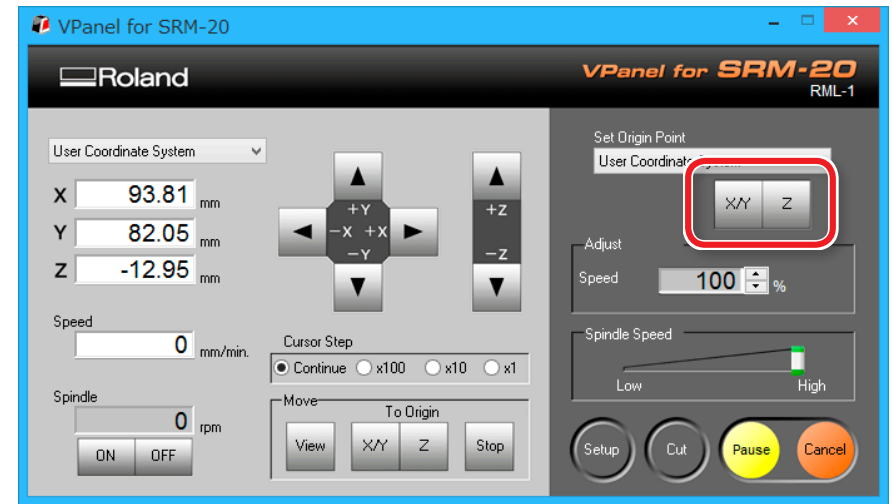 VPanel for SRM-20
Roland
VPanel for SRM-20
RML-1
User Coordinate System
X 93.81 mm
Y 82.05 mm
Z -12.95 mm
Speed
0 mm/min.
Spindle
0 rpm
ON OFF
+Y
-X +X
-Y
+Z
-Z
Cursor Step
Continue x100 x10 x1
Move
To Origin
View X/Y Z Stop
Set Origin Point
User Coordinate System
X/Y Z
Adjust
Speed 100 %
Spindle Speed
Low High
Setup Cut Pause Cancel